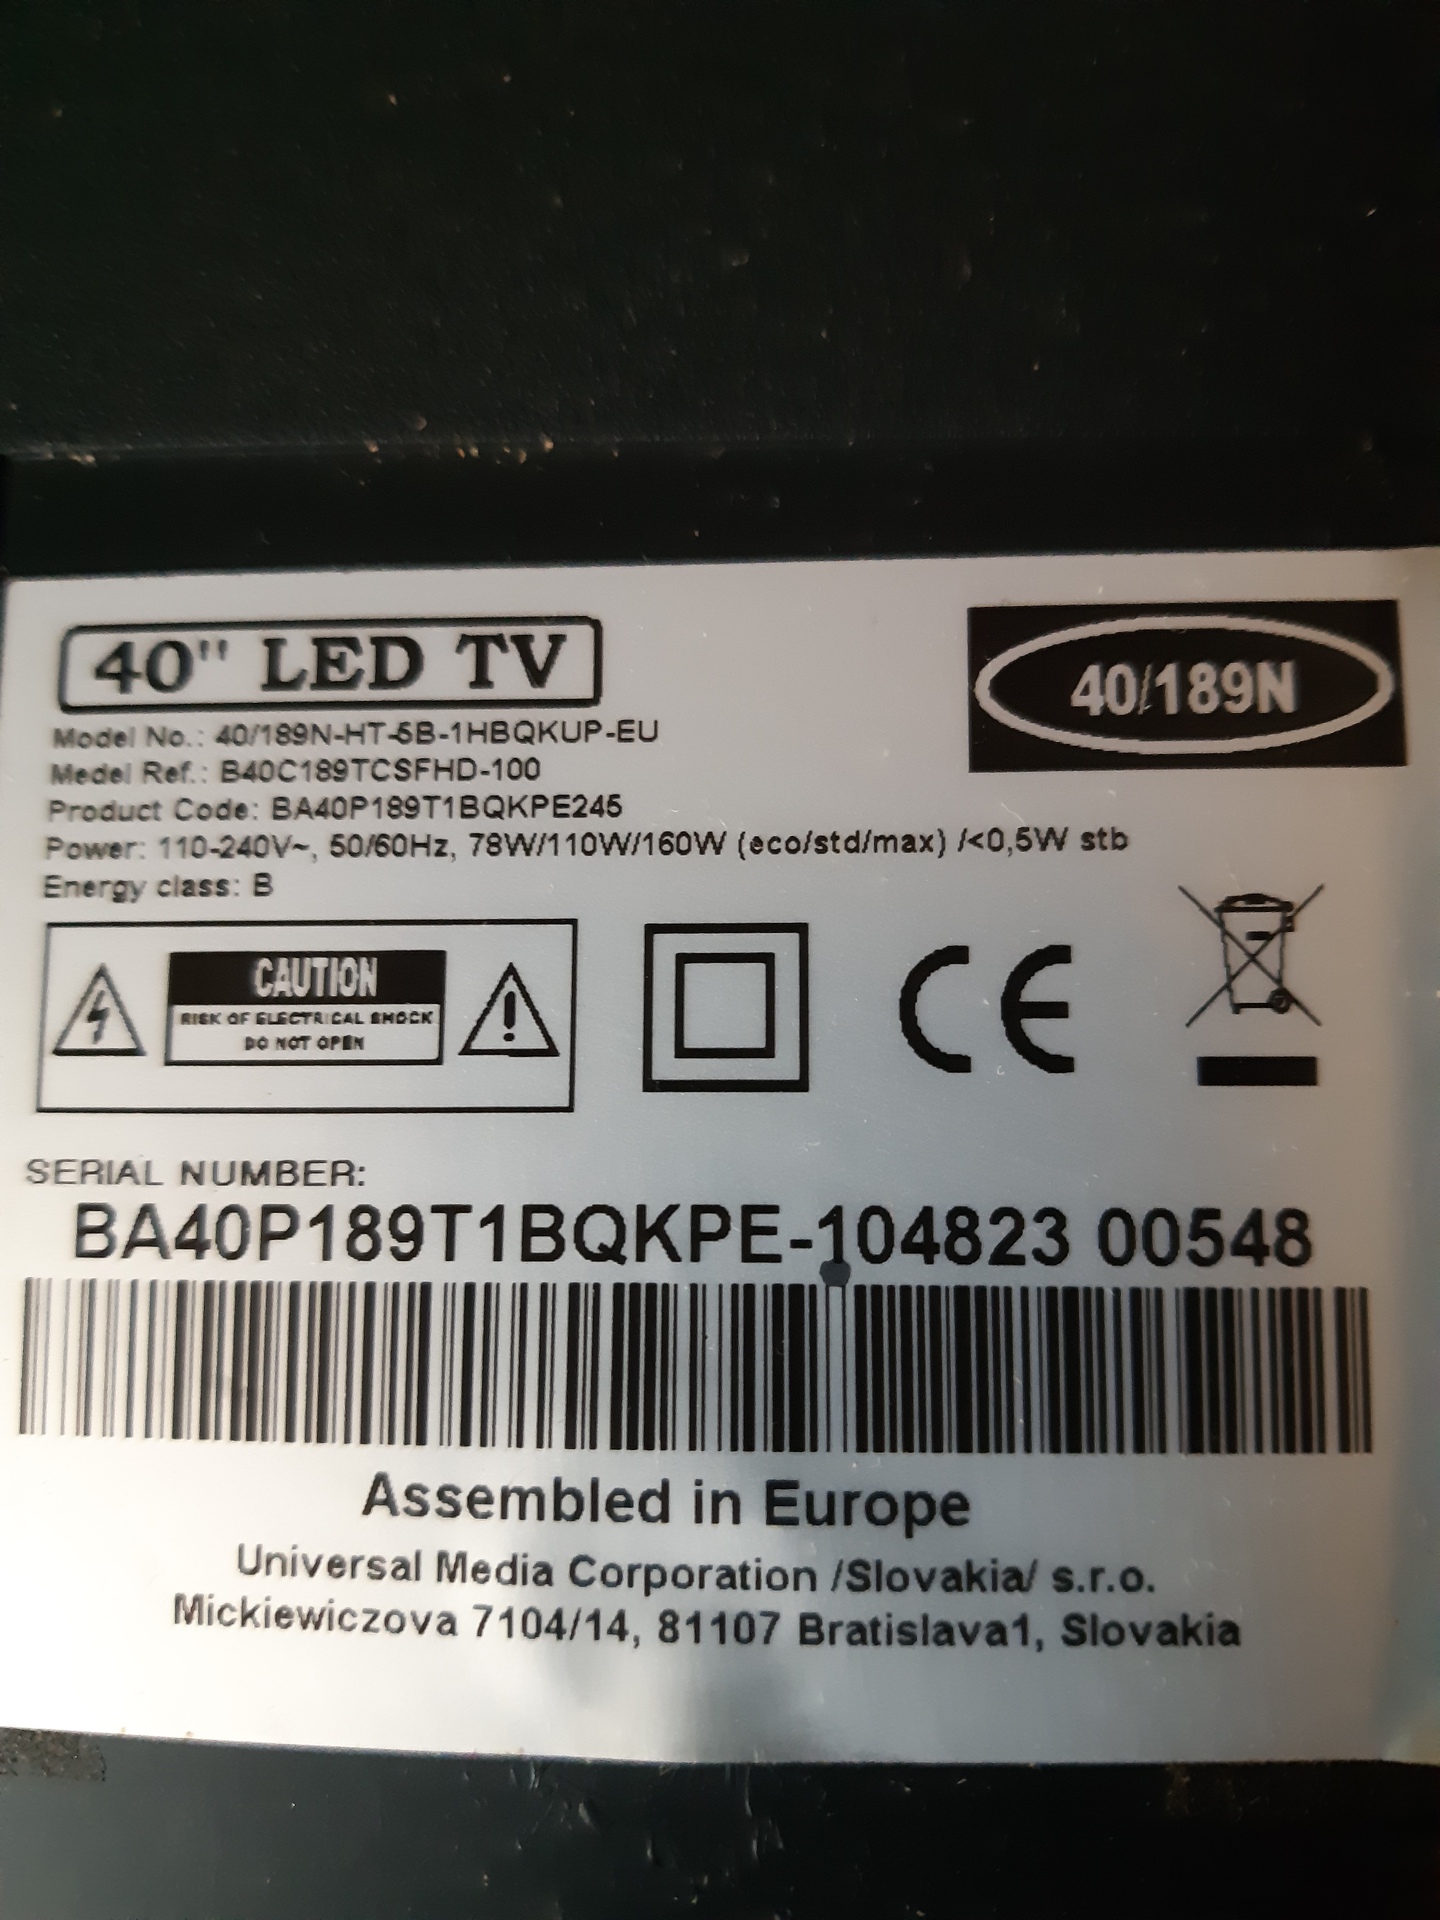 40" LED TV
40/189N
Model No.: 40/189N-HT-5B-1HBQKUP-EU
Medel Ref.: B40C189TCSFHD-100
Product Code: BA40P189T1BQKPE245
Power: 110-240V~, 50/60Hz, 78W/110W/160W (eco/std/max) /<0,5W stb
Energy class: B
CAUTION
RISK OF ELECTRICAL SHOCK
DO NOT OPEN
CE
SERIAL NUMBER:
BA40P189T1BQKPE-104823 00548
Assembled in Europe
Universal Media Corporation /Slovakia/ s.r.o.
Mickiewiczova 7104/14, 81107 Bratislava1, Slovakia